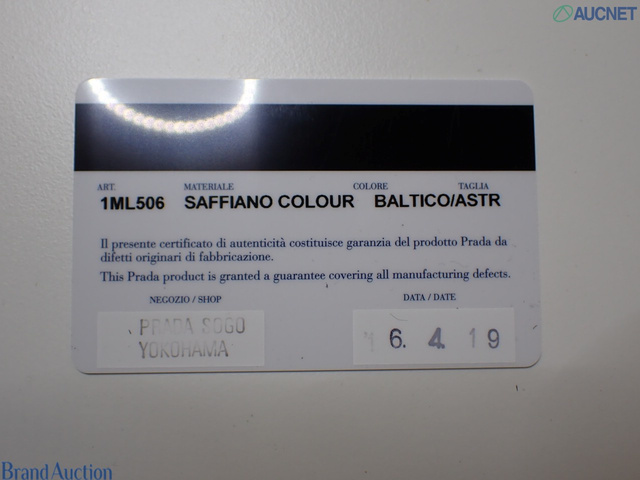 AUCNET
ART. MATERIALE COLORE TAGLIA
1ML506 SAFFIANO COLOUR BALTICO/ASTR
Il presente certificato di autenticità costituisce garanzia del prodotto Prada da
difetti originari di fabbricazione.
This Prada product is granted a guarantee covering all manufacturing defects.
NEGOZIO / SHOP DATA / DATE
PRADA SOGO
YOKOHAMA
6. 4. 19
BrandAuction